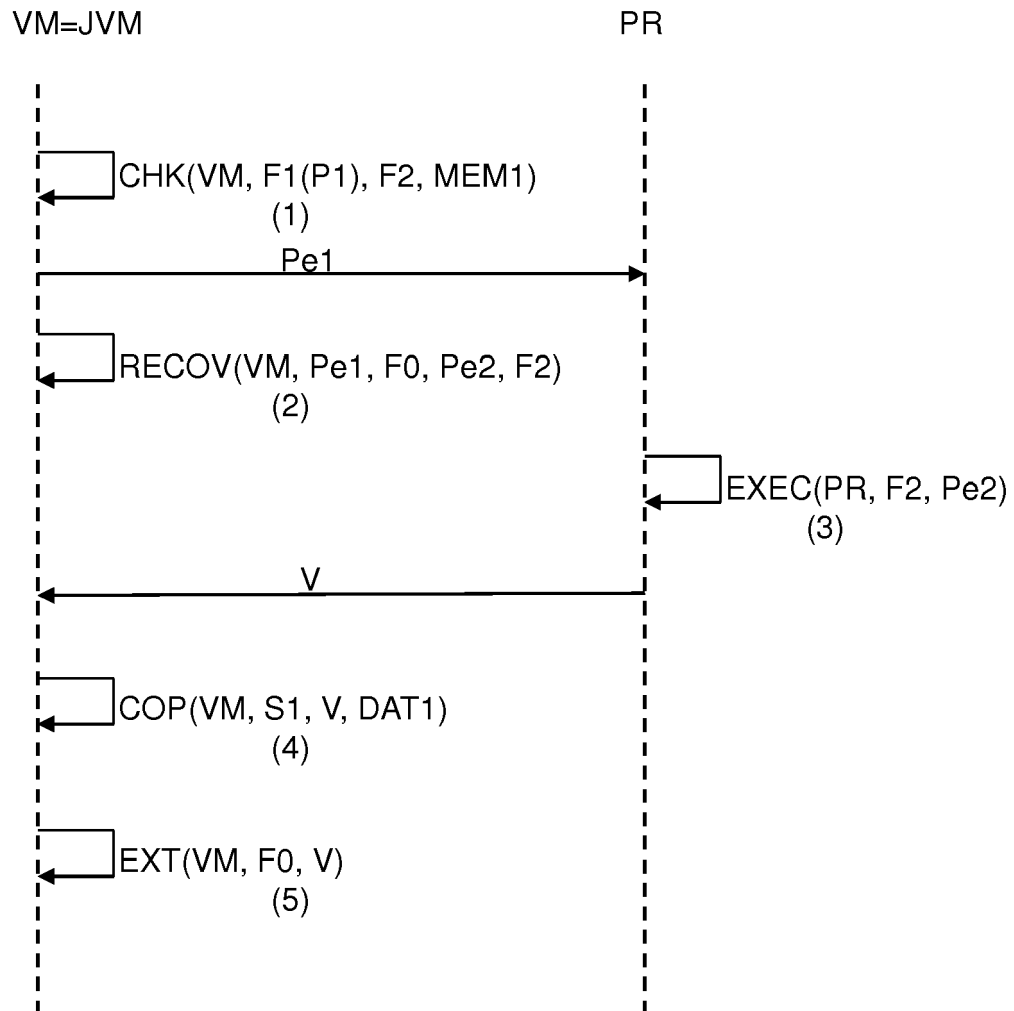 VM=JVM PR
CHK(VM, F1(P1), F2, MEM1)
(1)
Pe1
RECOV(VM, Pe1, F0, Pe2, F2)
(2)
EXEC(PR, F2, Pe2)
(3)
V
COP(VM, S1, V, DAT1)
(4)
EXT(VM, F0, V)
(5)